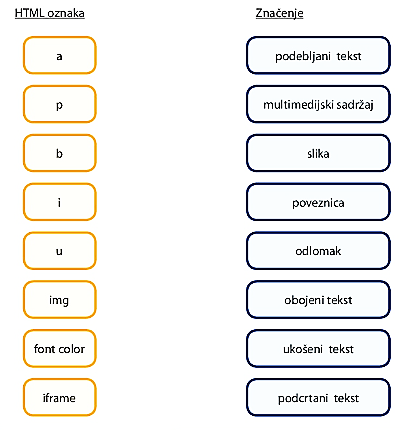 HTML oznaka Značenje
a podebljani tekst
p multimedijski sadržaj
b slika
i poveznica
u odlomak
img obojeni tekst
font color ukošeni tekst
iframe podcrtani tekst